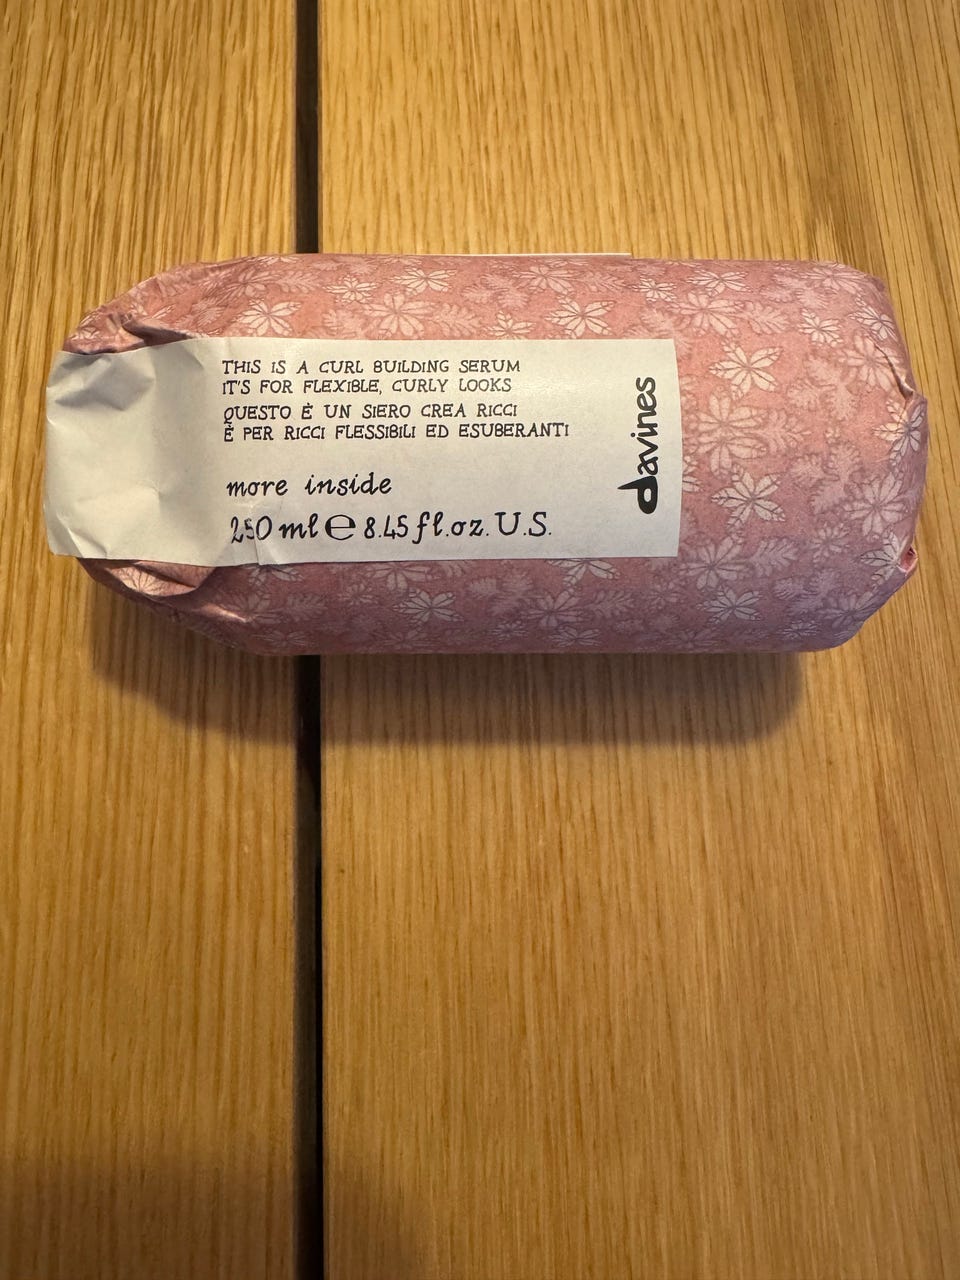 THIS IS A CURL BUILDING SERUM
IT'S FOR FLEXIBLE, CURLY LOOKS
QUESTO È UN SIERO CREA RICCI
È PER RICCI FLESSIBILI ED ESUBERANTI
more inside
250 ml ℮ 8.45 fl.oz. U.S.
davines